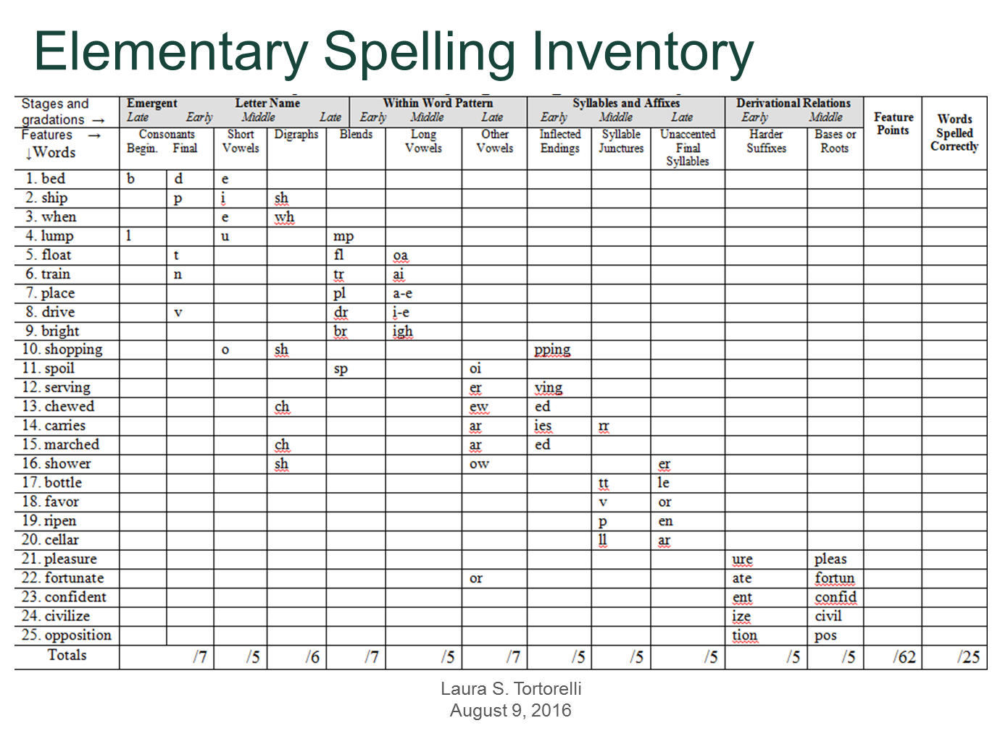 Elementary Spelling Inventory
Stages and gradations → Emergent Letter Name Within Word Pattern Syllables and Affixes Derivational Relations Feature Points Words Spelled Correctly
Late Early Middle Late Early Middle Late Early Middle Late Early Middle
Features → Consonants Short Vowels Digraphs Blends Long Vowels Other Vowels Inflected Endings Syllable Junctures Unaccented Final Syllables Harder Suffixes Bases or Roots
↓Words Begin. Final
1. bed b d e
2. ship p i sh
3. when e wh
4. lump l u mp
5. float t fl oa
6. train n tr ai
7. place pl a-e
8. drive v dr i-e
9. bright br igh
10. shopping o sh pping
11. spoil sp oi
12. serving er ving
13. chewed ch ew ed
14. carries ar ies rr
15. marched ch ar ed
16. shower sh ow er
17. bottle tt le
18. favor v or
19. ripen p en
20. cellar ll ar
21. pleasure ure pleas
22. fortunate or ate fortun
23. confident ent confid
24. civilize ize civil
25. opposition tion pos
Totals /7 /5 /6 /7 /5 /7 /5 /5 /5 /5 /5 /62 /25
Laura S. Tortorelli
August 9, 2016